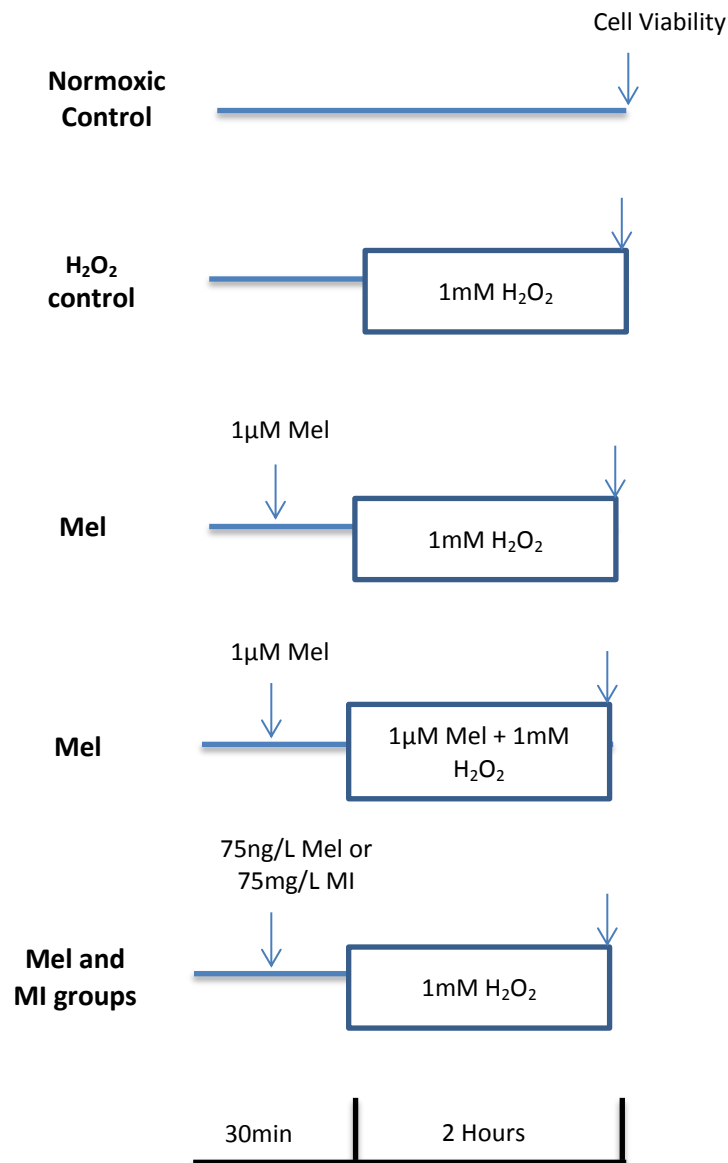 Cell Viability
Normoxic
Control
H₂O₂
control
1mM H₂O₂
1µM Mel
Mel
1mM H₂O₂
1µM Mel
Mel
1µM Mel + 1mM
H₂O₂
75ng/L Mel or
75mg/L MI
Mel and
MI groups
1mM H₂O₂
30min
2 Hours